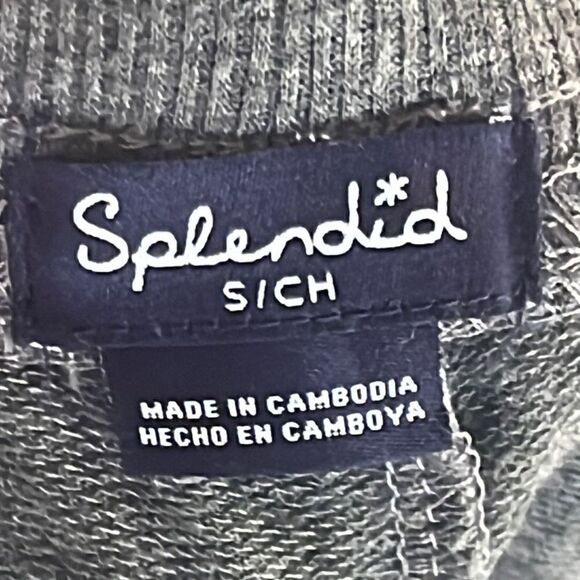 Splendid
S/CH
MADE IN CAMBODIA
HECHO EN CAMBOYA